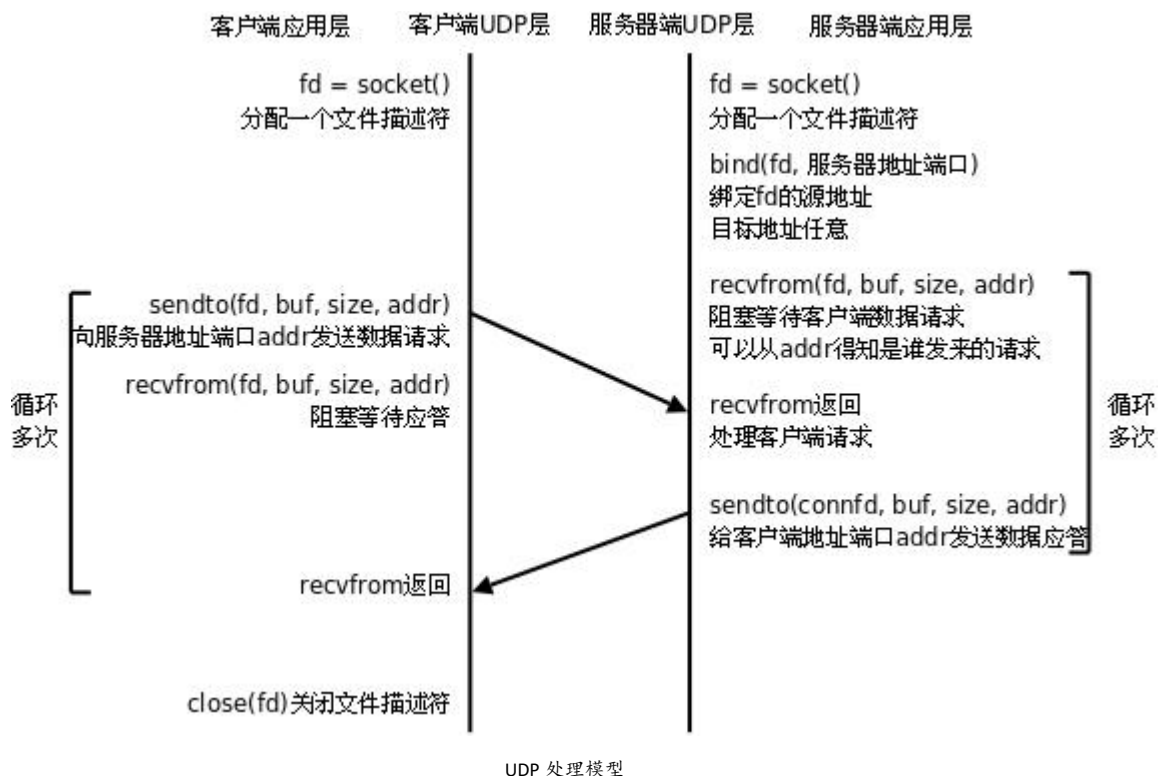 客户端应用层 客户端UDP层 服务器端UDP层 服务器端应用层
fd = socket()
分配一个文件描述符
sendto(fd, buf, size, addr)
向服务器地址端口addr发送数据请求
recvfrom(fd, buf, size, addr)
阻塞等待应答
循环
多次
recvfrom返回
close(fd)关闭文件描述符
fd = socket()
分配一个文件描述符
bind(fd, 服务器地址端口)
绑定fd的源地址
目标地址任意
recvfrom(fd, buf, size, addr)
阻塞等待客户端数据请求
可以从addr得知是谁发来的请求
recvfrom返回
处理客户端请求
循环
多次
sendto(connfd, buf, size, addr)
给客户端地址端口addr发送数据应答
UDP 处理模型